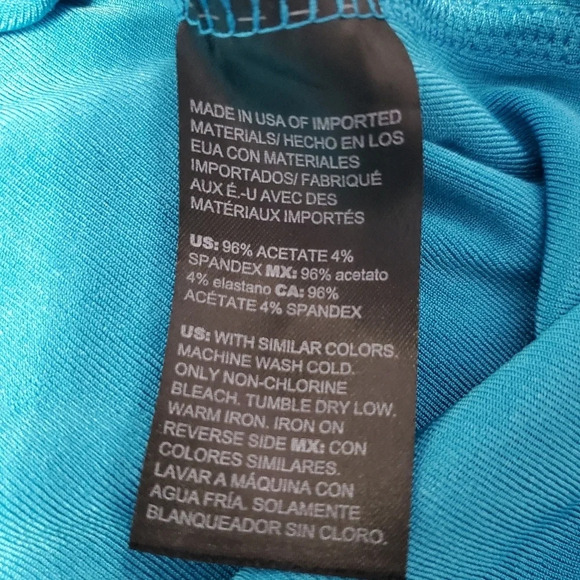 MADE IN USA OF IMPORTED
MATERIALS/ HECHO EN LOS
EUA CON MATERIALES
IMPORTADOS/ FABRIQUÉ
AUX É.-U AVEC DES
MATÉRIAUX IMPORTÉS
US: 96% ACETATE 4%
SPANDEX MX: 96% acetato
4% elastano CA: 96%
ACÉTATE 4% SPANDEX
US: WITH SIMILAR COLORS.
MACHINE WASH COLD.
ONLY NON-CHLORINE
BLEACH. TUMBLE DRY LOW.
WARM IRON. IRON ON
REVERSE SIDE MX: CON
COLORES SIMILARES.
LAVAR A MÁQUINA CON
AGUA FRÍA. SOLAMENTE
BLANQUEADOR SIN CLORO.